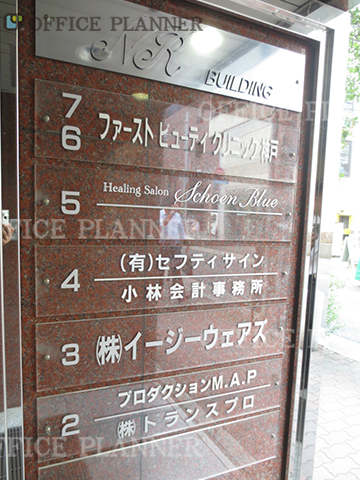 OFFICE PLANNER
NR BUILDING
7
6 ファースト ビューティ クリニック 神戸
5 Healing Salon Schoen Blue
4 (有)セフティサイン
小林会計事務所
3 ㈱イージーウェアズ
2 プロダクションM.A.P
㈱トランスプロ